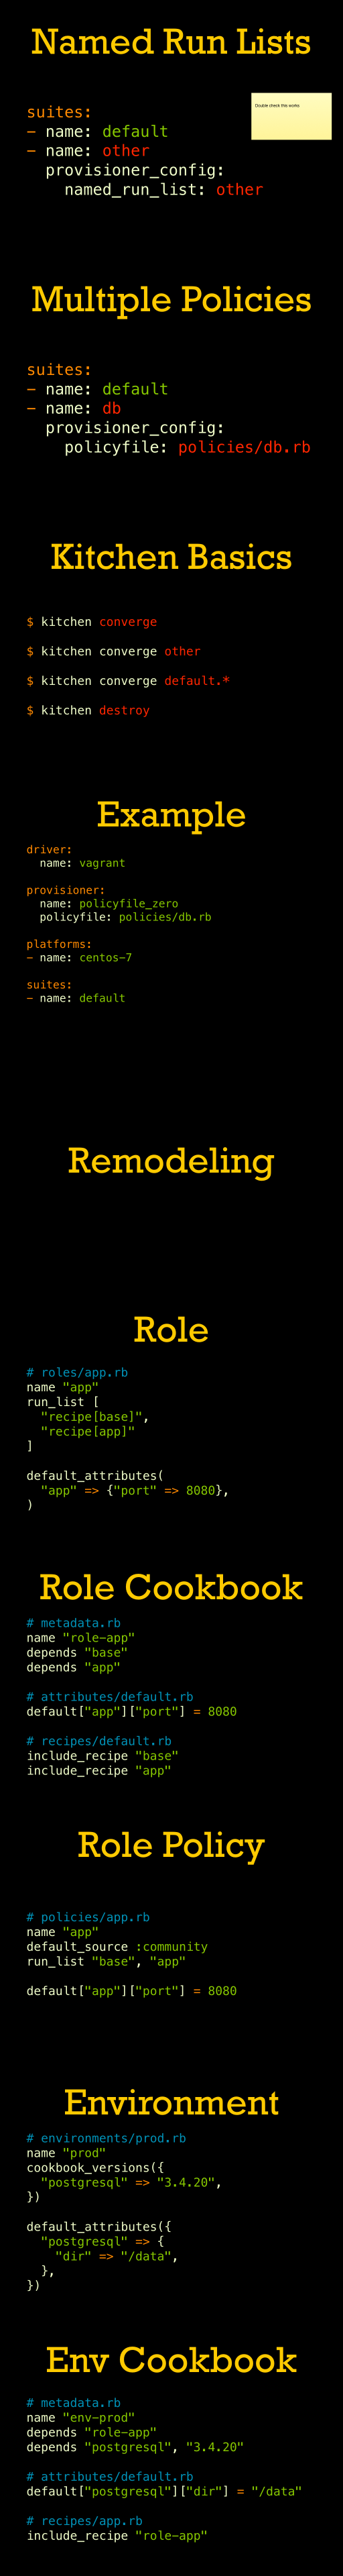 Named Run Lists
Double check this works
suites:
- name: default
- name: other
  provisioner_config:
    named_run_list: other
Multiple Policies
suites:
- name: default
- name: db
  provisioner_config:
    policyfile: policies/db.rb
Kitchen Basics
$ kitchen converge
$ kitchen converge other
$ kitchen converge default.*
$ kitchen destroy
Example
driver:
  name: vagrant
provisioner:
  name: policyfile_zero
  policyfile: policies/db.rb
platforms:
- name: centos-7
suites:
- name: default
Remodeling
Role
# roles/app.rb
name "app"
run_list [
  "recipe[base]",
  "recipe[app]"
]
default_attributes(
  "app" => {"port" => 8080},
)
Role Cookbook
# metadata.rb
name "role-app"
depends "base"
depends "app"
# attributes/default.rb
default["app"]["port"] = 8080
# recipes/default.rb
include_recipe "base"
include_recipe "app"
Role Policy
# policies/app.rb
name "app"
default_source :community
run_list "base", "app"
default["app"]["port"] = 8080
Environment
# environments/prod.rb
name "prod"
cookbook_versions({
  "postgresql" => "3.4.20",
})
default_attributes({
  "postgresql" => {
    "dir" => "/data",
  },
})
Env Cookbook
# metadata.rb
name "env-prod"
depends "role-app"
depends "postgresql", "3.4.20"
# attributes/default.rb
default["postgresql"]["dir"] = "/data"
# recipes/app.rb
include_recipe "role-app"